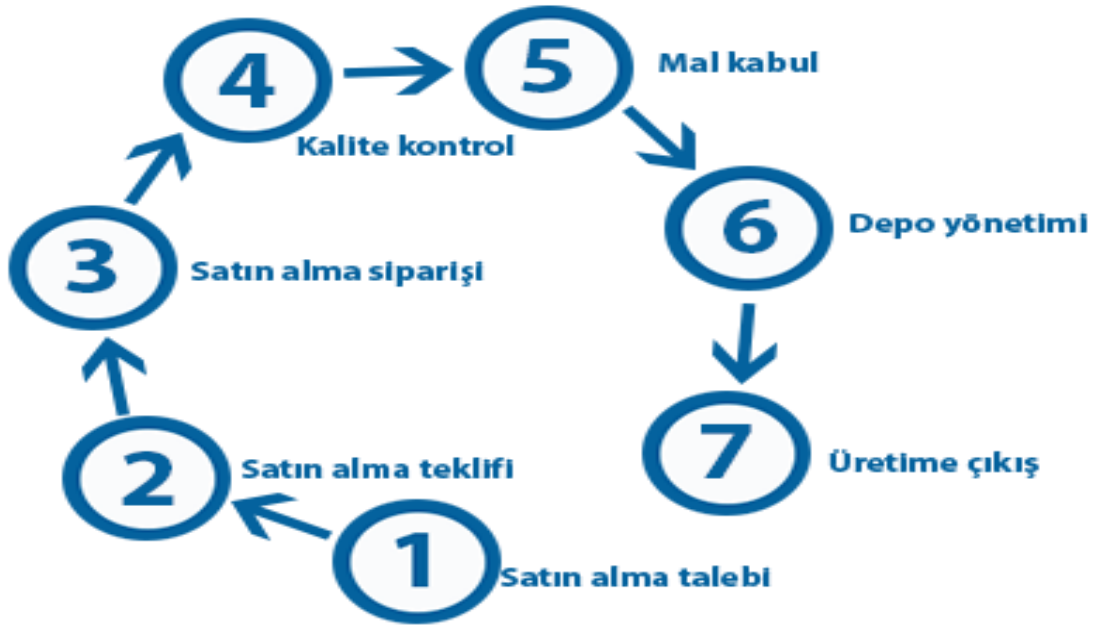 4
5
Mal kabul
Kalite kontrol
6
Depo yönetimi
3
Satın alma siparişi
2
Satın alma teklifi
7
Üretime çıkış
1
Satın alma talebi